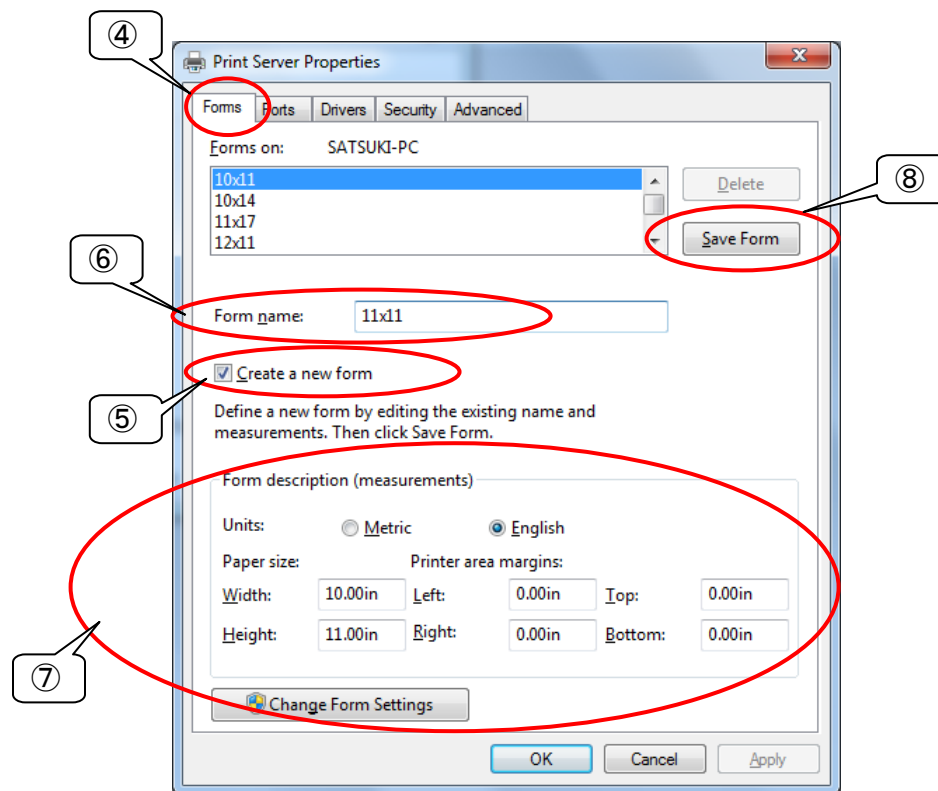 ④
Print Server Properties
Forms Ports Drivers Security Advanced
Forms on: SATSUKI-PC
10x11
10x14
11x17
12x11
Delete
⑧
Save Form
⑥
Form name: 11x11
Create a new form
⑤
Define a new form by editing the existing name and
measurements. Then click Save Form.
Form description (measurements)
Units: Metric English
Paper size: Printer area margins:
Width: 10.00in Left: 0.00in Top: 0.00in
Height: 11.00in Right: 0.00in Bottom: 0.00in
⑦
Change Form Settings
OK Cancel Apply